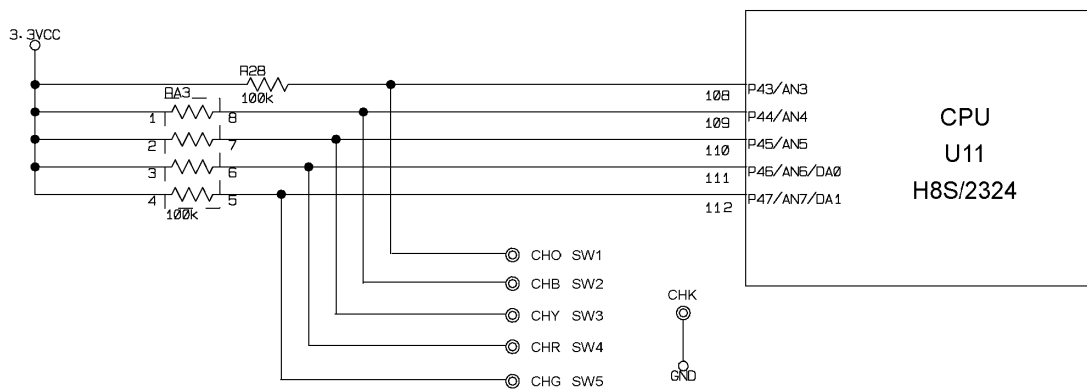 3.3VCC
CPU
U11
H8S/2324
R28
100k
108 P43/AN3
RA3
1 8
109 P44/AN4
2 7
110 P45/AN5
3 6
111 P46/AN6/DA0
4 5
112 P47/AN7/DA1
100k
CHO SW1
CHB SW2
CHY SW3
CHR SW4
CHG SW5
CHK
GND